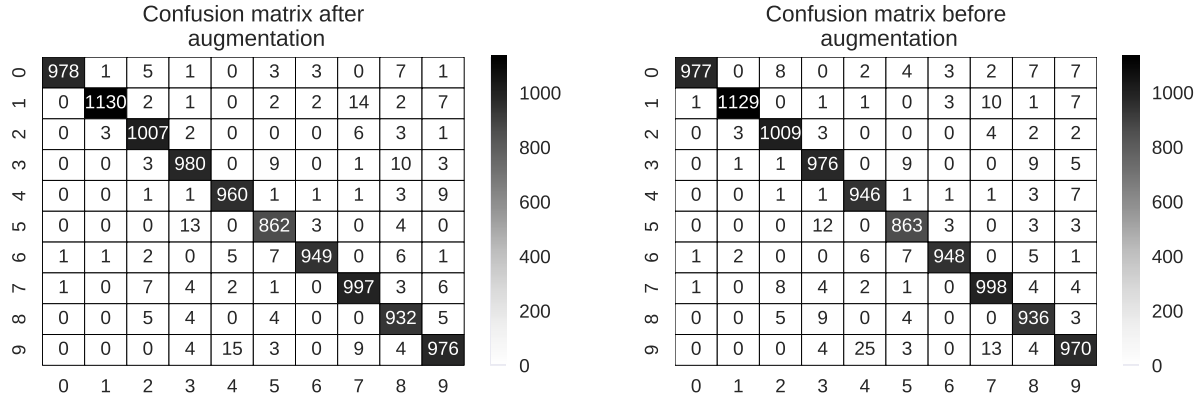 Confusion matrix after
augmentation
0 978 1 5 1 0 3 3 0 7 1
1 0 1130 2 1 0 2 2 14 2 7
2 0 3 1007 2 0 0 0 6 3 1
3 0 0 3 980 0 9 0 1 10 3
4 0 0 1 1 960 1 1 1 3 9
5 0 0 0 13 0 862 3 0 4 0
6 1 1 2 0 5 7 949 0 6 1
7 1 0 7 4 2 1 0 997 3 6
8 0 0 5 4 0 4 0 0 932 5
9 0 0 0 4 15 3 0 9 4 976
0 1 2 3 4 5 6 7 8 9
1000
800
600
400
200
0
Confusion matrix before
augmentation
0 977 0 8 0 2 4 3 2 7 7
1 1 1129 0 1 1 0 3 10 1 7
2 0 3 1009 3 0 0 0 4 2 2
3 0 1 1 976 0 9 0 0 9 5
4 0 0 1 1 946 1 1 1 3 7
5 0 0 0 12 0 863 3 0 3 3
6 1 2 0 0 6 7 948 0 5 1
7 1 0 8 4 2 1 0 998 4 4
8 0 0 5 9 0 4 0 0 936 3
9 0 0 0 4 25 3 0 13 4 970
0 1 2 3 4 5 6 7 8 9
1000
800
600
400
200
0